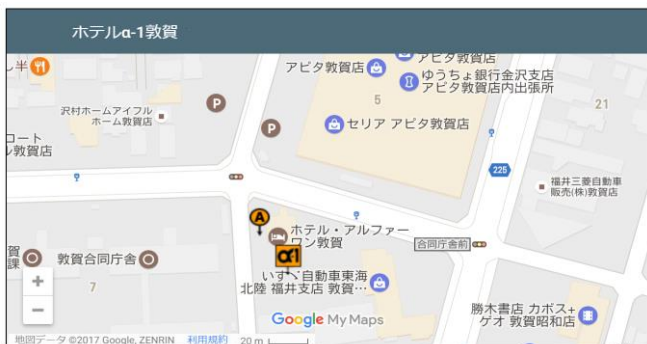 ホテルα-1敦賀
し半
アピタ敦賀店
アピタ敦賀店
ゆうちょ銀行金沢支店
アピタ敦賀店内出張所
5
21
P
沢村ホームアイフル
ホーム敦賀店
P
セリア アピタ敦賀店
コート
ル敦賀店
225
福井三菱自動車
販売(株)敦賀店
A
ホテル・アルファー
ワン敦賀
合同庁舎前
α-1
賀
課
敦賀合同庁舎
7
いすゞ自動車東海
北陸 福井支店 敦賀…
+
−
Google My Maps
勝木書店 カボス+
ゲオ 敦賀昭和店
地図データ ©2017 Google, ZENRIN 利用規約 20 m